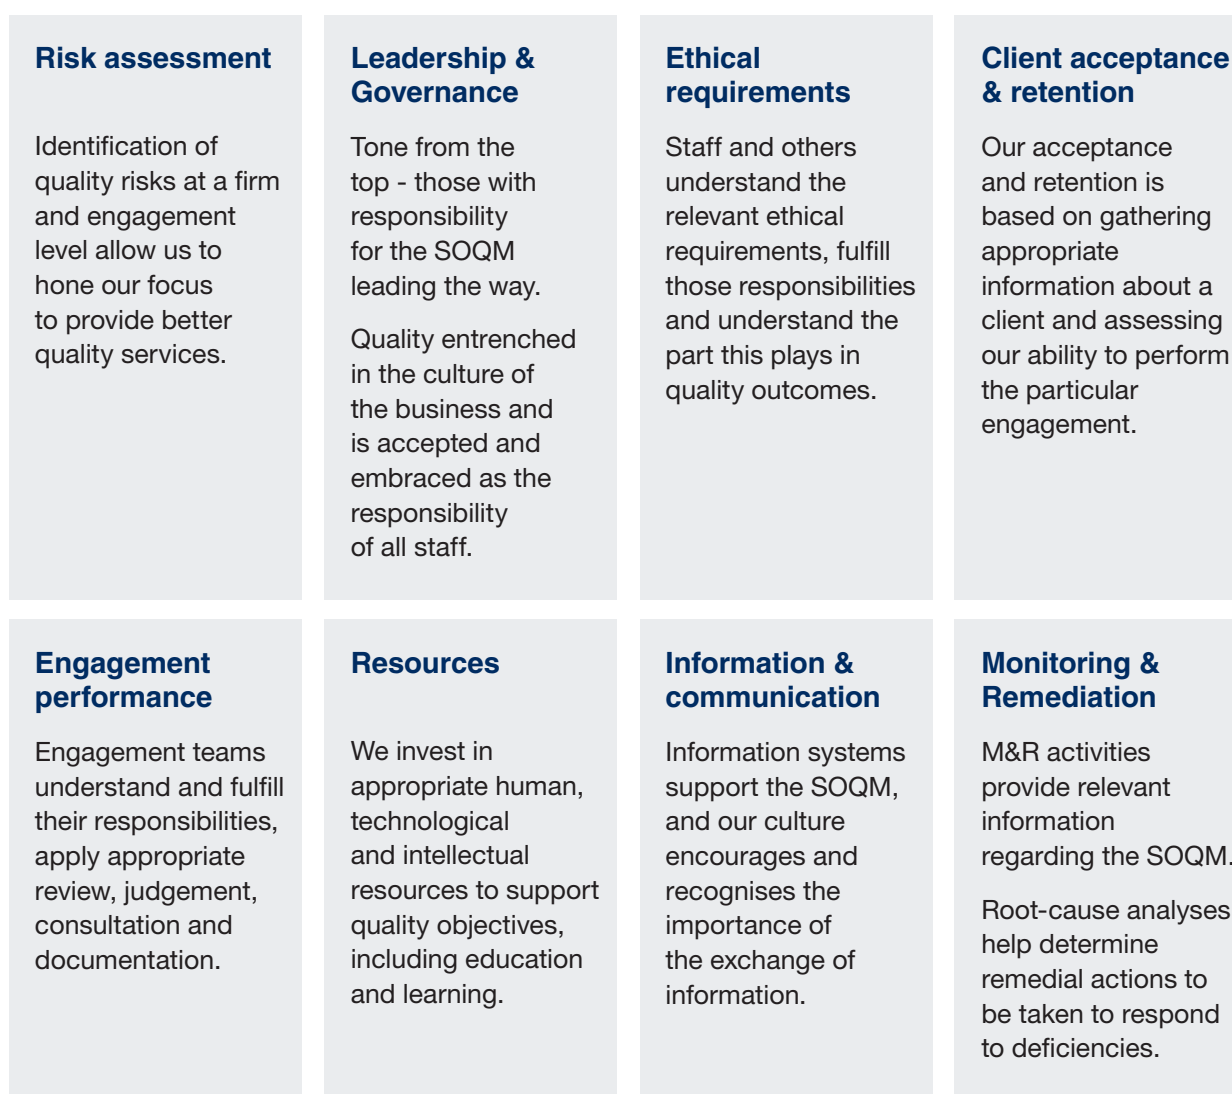 Risk assessment
Identification of
quality risks at a firm
and engagement
level allow us to
hone our focus
to provide better
quality services.
Leadership &
Governance
Tone from the
top - those with
responsibility
for the SOQM
leading the way.
Quality entrenched
in the culture of
the business and
is accepted and
embraced as the
responsibility
of all staff.
Ethical
requirements
Staff and others
understand the
relevant ethical
requirements, fulfill
those responsibilities
and understand the
part this plays in
quality outcomes.
Client acceptance
& retention
Our acceptance
and retention is
based on gathering
appropriate
information about a
client and assessing
our ability to perform
the particular
engagement.
Engagement
performance
Engagement teams
understand and fulfill
their responsibilities,
apply appropriate
review, judgement,
consultation and
documentation.
Resources
We invest in
appropriate human,
technological
and intellectual
resources to support
quality objectives,
including education
and learning.
Information &
communication
Information systems
support the SOQM,
and our culture
encourages and
recognises the
importance of
the exchange of
information.
Monitoring &
Remediation
M&R activities
provide relevant
information
regarding the SOQM.
Root-cause analyses
help determine
remedial actions to
be taken to respond
to deficiencies.